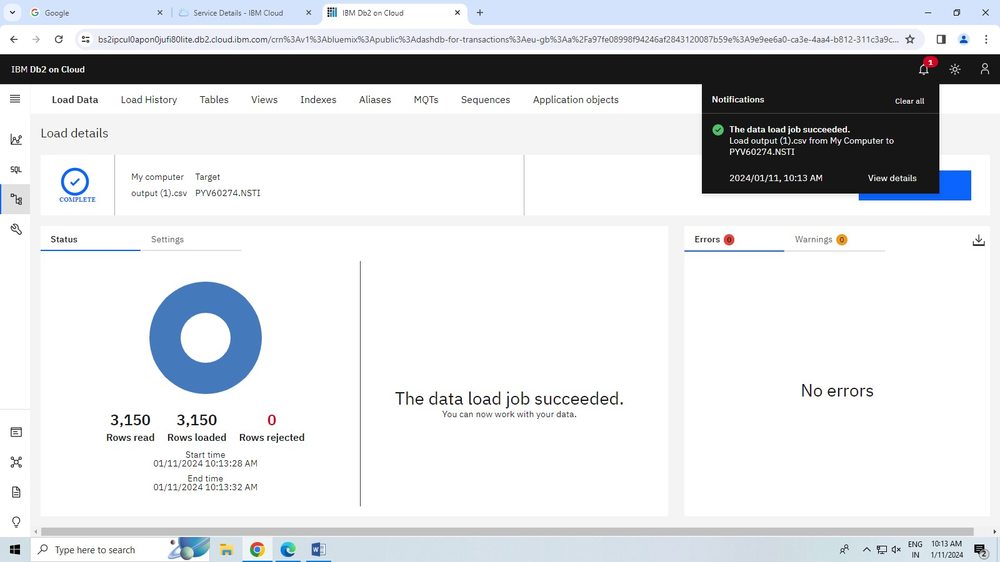 Google
Service Details - IBM Cloud
IBM Db2 on Cloud
bs2ipcul0apon0jufi80lite.db2.cloud.ibm.com/crn%3Av1%3Abluemix%3Apublic%3Adashdb-for-transactions%3Aeu-gb%3Aa%2Fa97fe08998f94246af2843120087b59e%3A9e9ee6a0-ca3e-4aa4-b812-311c3a9c...
IBM Db2 on Cloud
1
Load Data
Load History
Tables
Views
Indexes
Aliases
MQTs
Sequences
Application objects
Notifications
Clear all
The data load job succeeded.
Load output (1).csv from My Computer to
PYV60274.NSTI
2024/01/11, 10:13 AM
View details
SQL
Load details
COMPLETE
My computer
Target
output (1).csv
PYV60274.NSTI
Status
Settings
Errors 0
Warnings 0
3,150
3,150
0
Rows read
Rows loaded
Rows rejected
Start time
01/11/2024 10:13:28 AM
End time
01/11/2024 10:13:32 AM
The data load job succeeded.
You can now work with your data.
No errors
Type here to search
W
ENG
IN
10:13 AM
1/11/2024
2